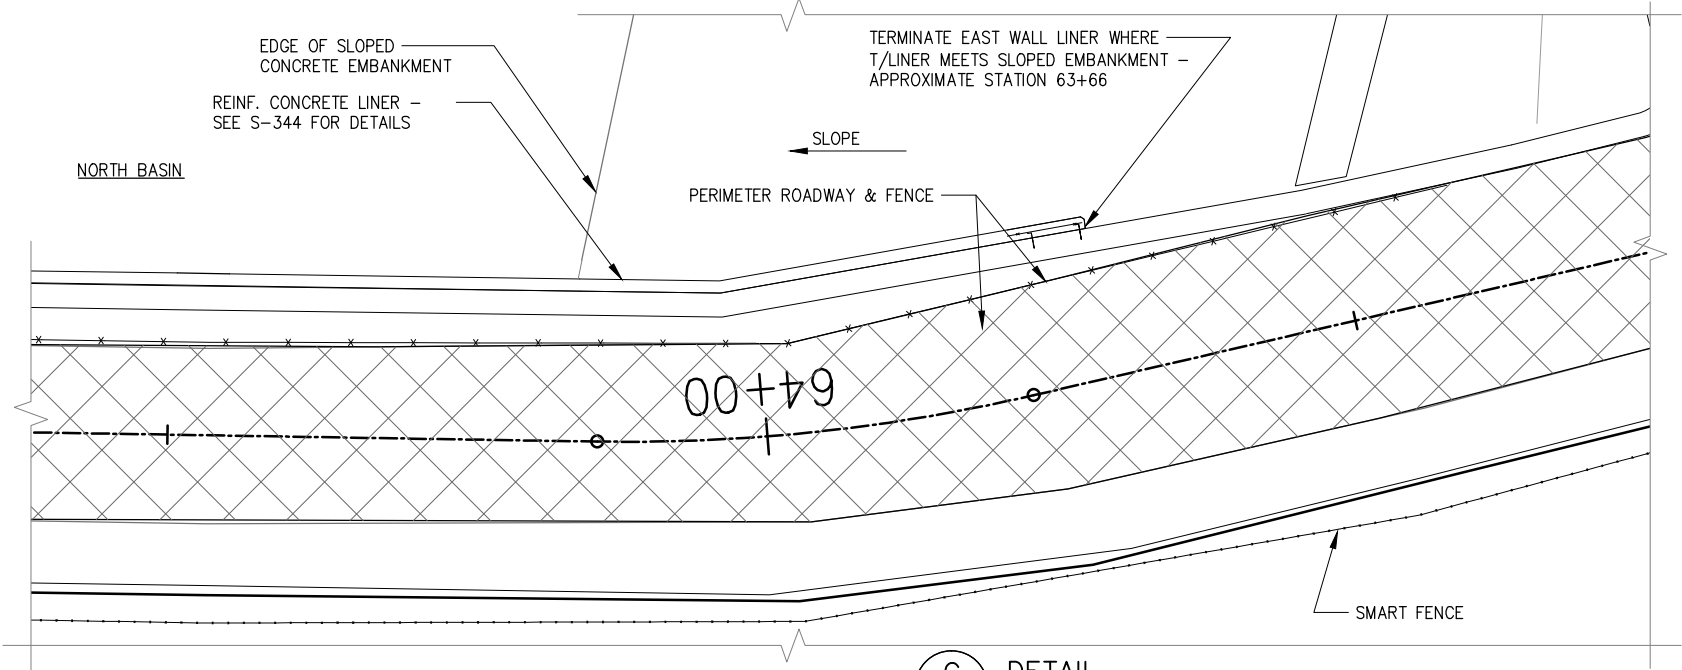 EDGE OF SLOPED
CONCRETE EMBANKMENT
REINF. CONCRETE LINER –
SEE S–344 FOR DETAILS
NORTH BASIN
TERMINATE EAST WALL LINER WHERE
T/LINER MEETS SLOPED EMBANKMENT –
APPROXIMATE STATION 63+66
SLOPE
PERIMETER ROADWAY & FENCE
64+00
SMART FENCE
DETAIL